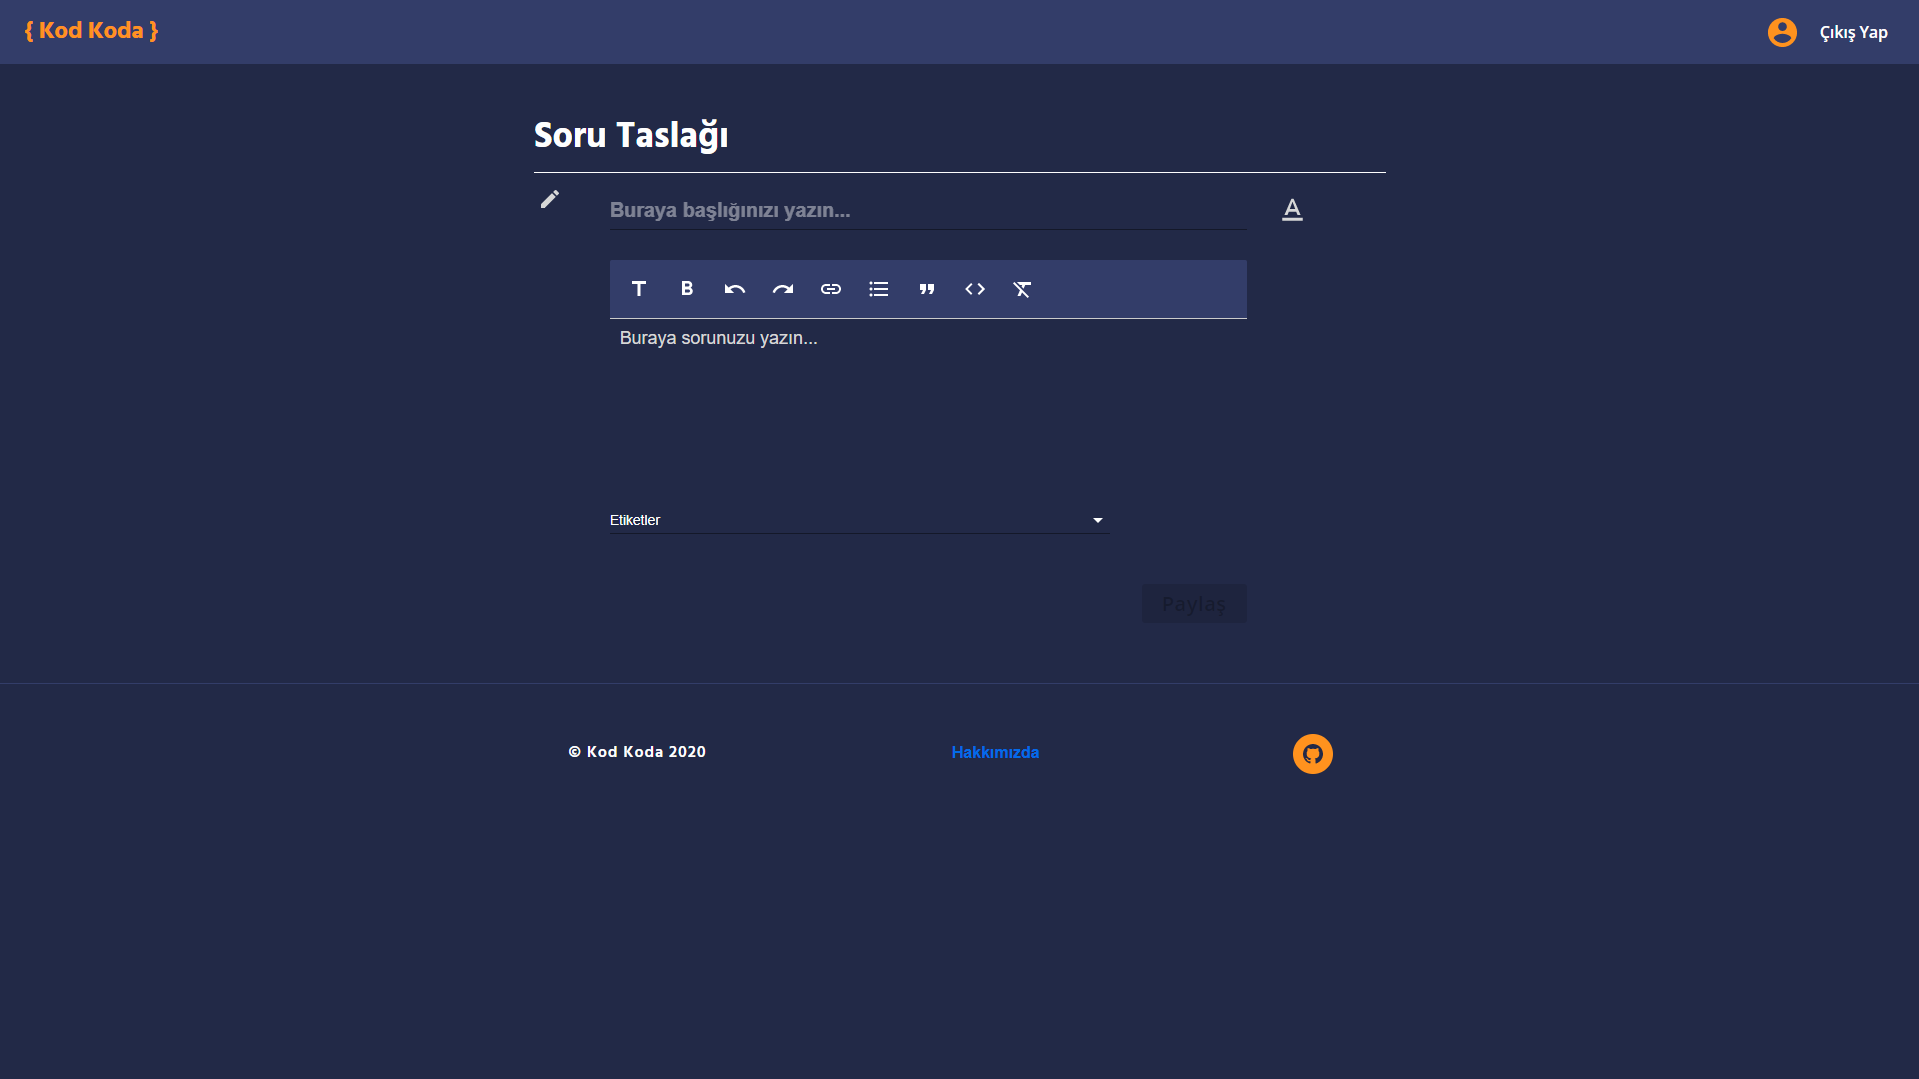 { Kod Koda }
Çıkış Yap
Soru Taslağı
Buraya başlığınızı yazın...
Buraya sorunuzu yazın...
Etiketler
Paylaş
© Kod Koda 2020
Hakkımızda